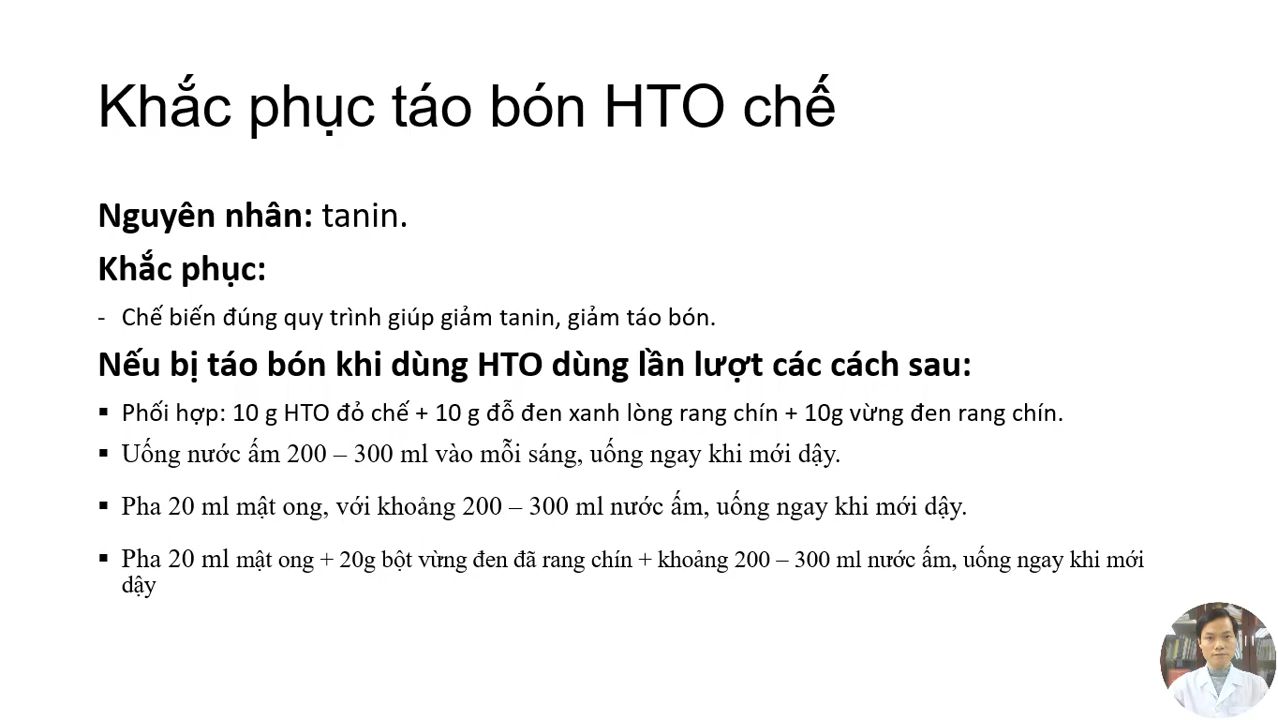 Khắc phục táo bón HTO chế
Nguyên nhân: tanin.
Khắc phục:
- Chế biến đúng quy trình giúp giảm tanin, giảm táo bón.
Nếu bị táo bón khi dùng HTO dùng lần lượt các cách sau:
▪ Phối hợp: 10 g HTO đỏ chế + 10 g đỗ đen xanh lòng rang chín + 10g vừng đen rang chín.
▪ Uống nước ấm 200 – 300 ml vào mỗi sáng, uống ngay khi mới dậy.
▪ Pha 20 ml mật ong, với khoảng 200 – 300 ml nước ấm, uống ngay khi mới dậy.
▪ Pha 20 ml mật ong + 20g bột vừng đen đã rang chín + khoảng 200 – 300 ml nước ấm, uống ngay khi mới
dậy